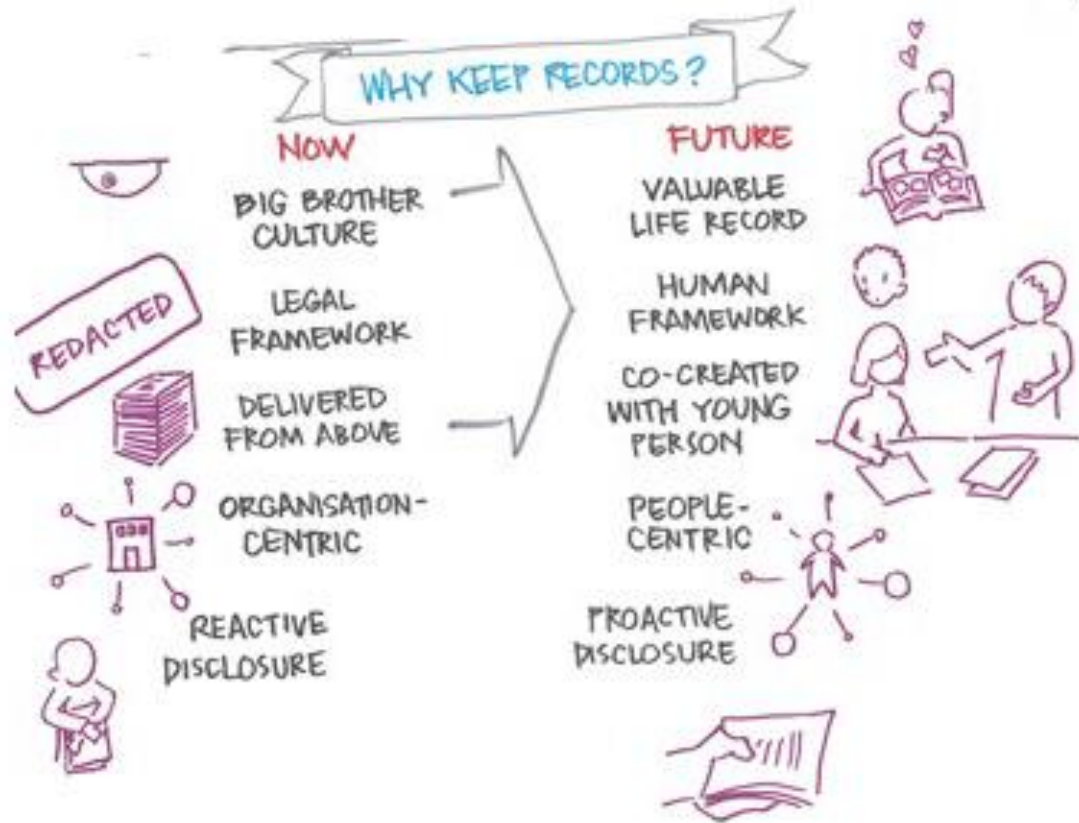 WHY KEEP RECORDS?
NOW
BIG BROTHER
CULTURE
REDACTED
LEGAL
FRAMEWORK
DELIVERED
FROM ABOVE
ORGANISATION-
CENTRIC
REACTIVE
DISCLOSURE
FUTURE
VALUABLE
LIFE RECORD
HUMAN
FRAMEWORK
CO-CREATED
WITH YOUNG
PERSON
PEOPLE-
CENTRIC
PROACTIVE
DISCLOSURE